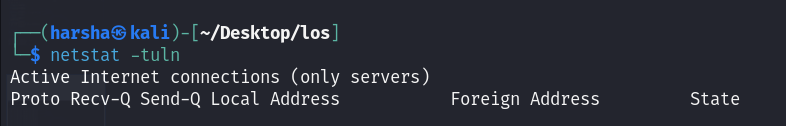 ┌──(harsha㉿kali)-[~/Desktop/los]
└─$ netstat -tuln
Active Internet connections (only servers)
Proto Recv-Q Send-Q Local Address           Foreign Address         State